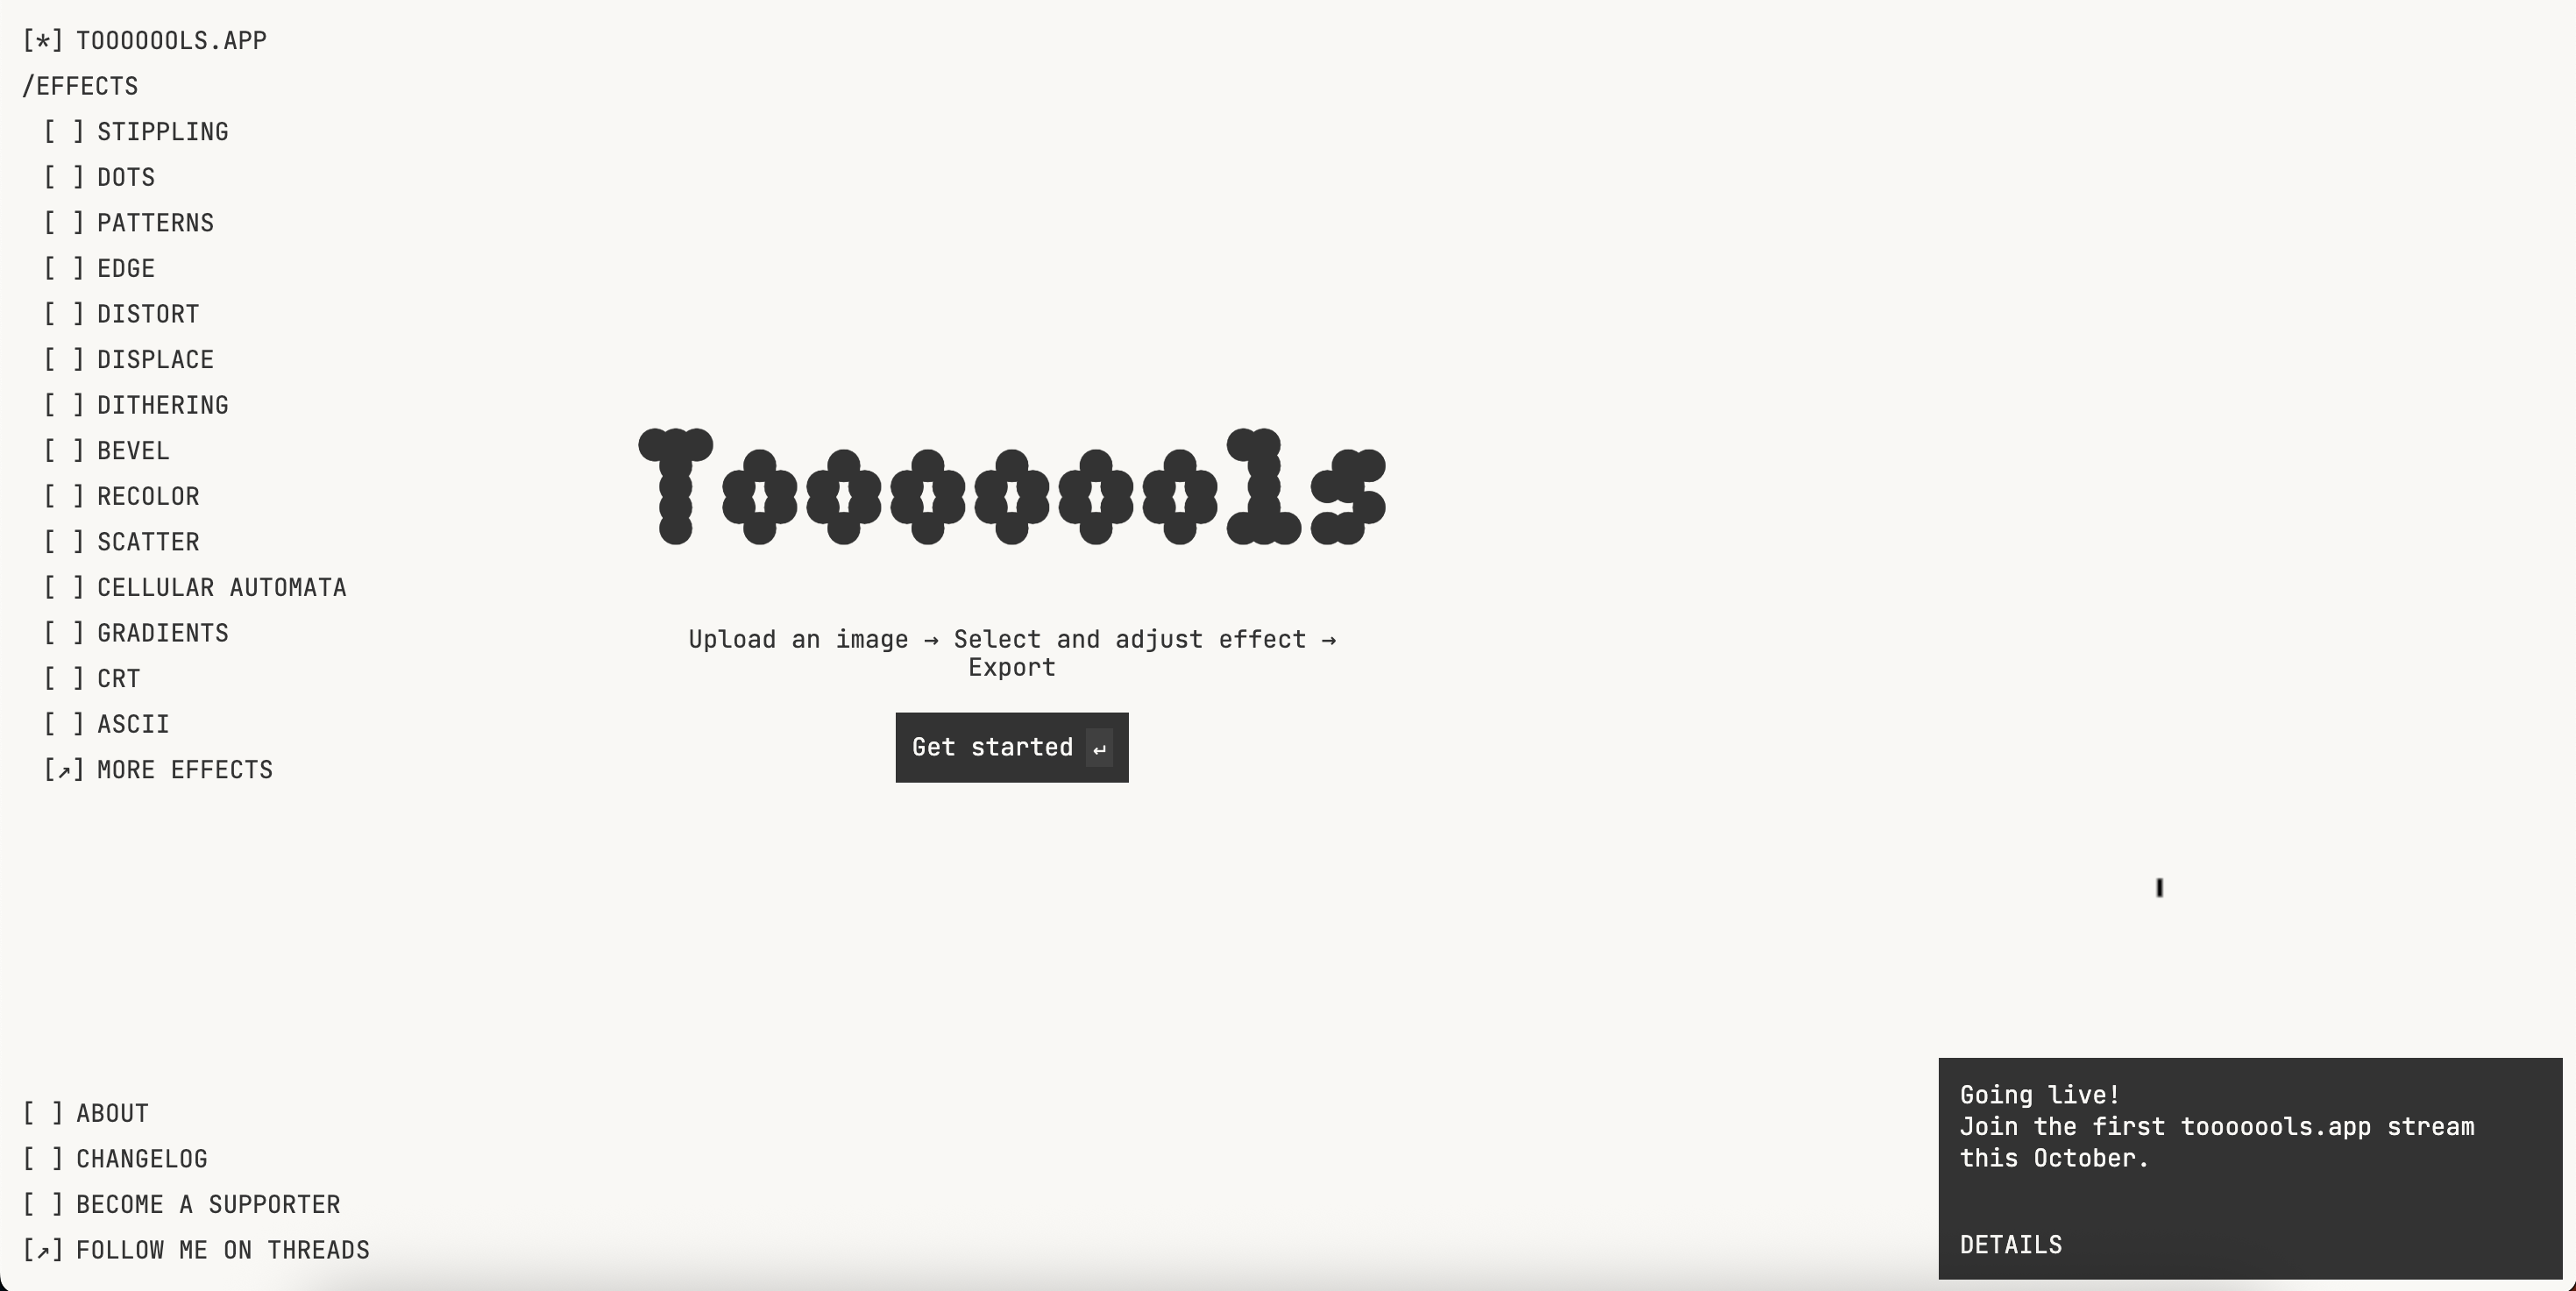 [*] TOOOOOOLS.APP
/EFFECTS
[ ] STIPPLING
[ ] DOTS
[ ] PATTERNS
[ ] EDGE
[ ] DISTORT
[ ] DISPLACE
[ ] DITHERING
[ ] BEVEL
[ ] RECOLOR
[ ] SCATTER
[ ] CELLULAR AUTOMATA
[ ] GRADIENTS
[ ] CRT
[ ] ASCII
[↗] MORE EFFECTS
Tooooools
Upload an image → Select and adjust effect →
Export
Get started ↵
[ ] ABOUT
[ ] CHANGELOG
[ ] BECOME A SUPPORTER
[↗] FOLLOW ME ON THREADS
Going live!
Join the first tooooools.app stream
this October.
DETAILS